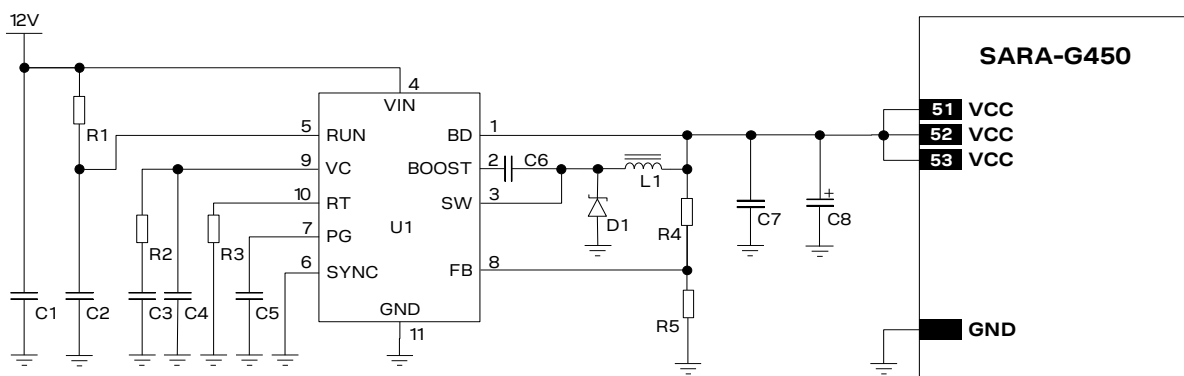 12V
SARA-G450
4
VIN
51 VCC
R1
5 RUN
BD 1
52 VCC
9 VC
BOOST 2 C6
53 VCC
L1
10 RT
SW 3
R2
R3
7 PG
U1
D1
R4
C7
+
C8
6 SYNC
FB 8
C1
C2
C3
C4
C5
GND
11
R5
GND